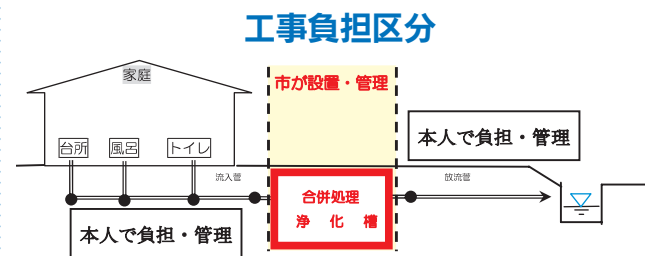 工事負担区分
家庭
市が設置・管理
本人で負担・管理
台所
風呂
トイレ
流入管
放流管
合併処理
浄化槽
本人で負担・管理